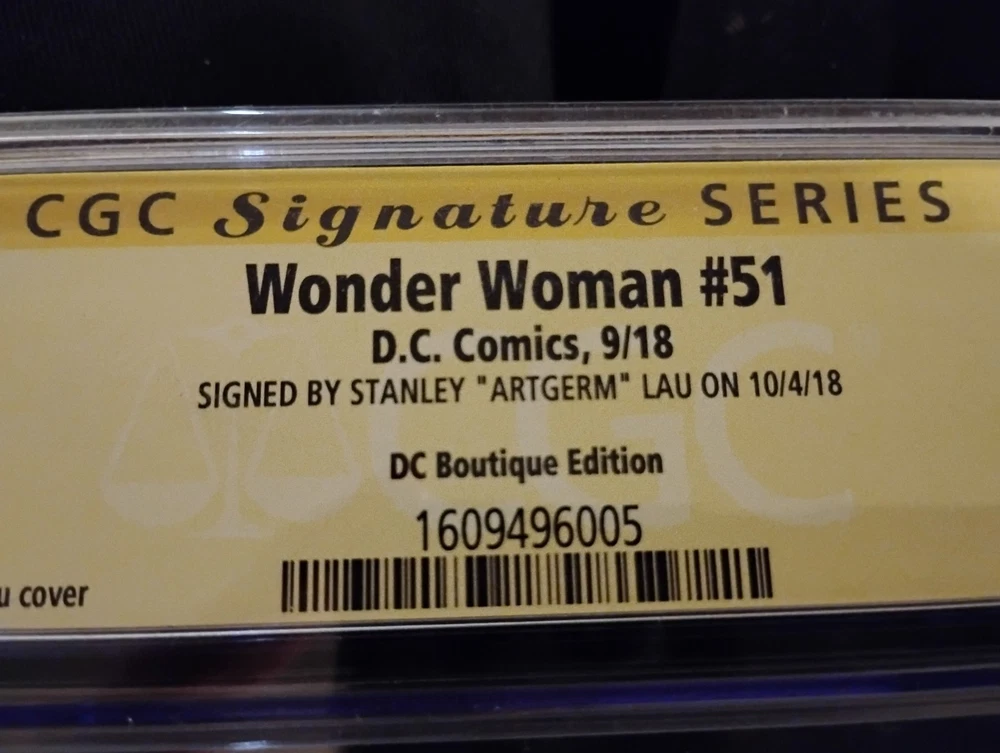 CGC Signature SERIES
Wonder Woman #51
D.C. Comics, 9/18
SIGNED BY STANLEY "ARTGERM" LAU ON 10/4/18
DC Boutique Edition
1609496005
cover
CGC